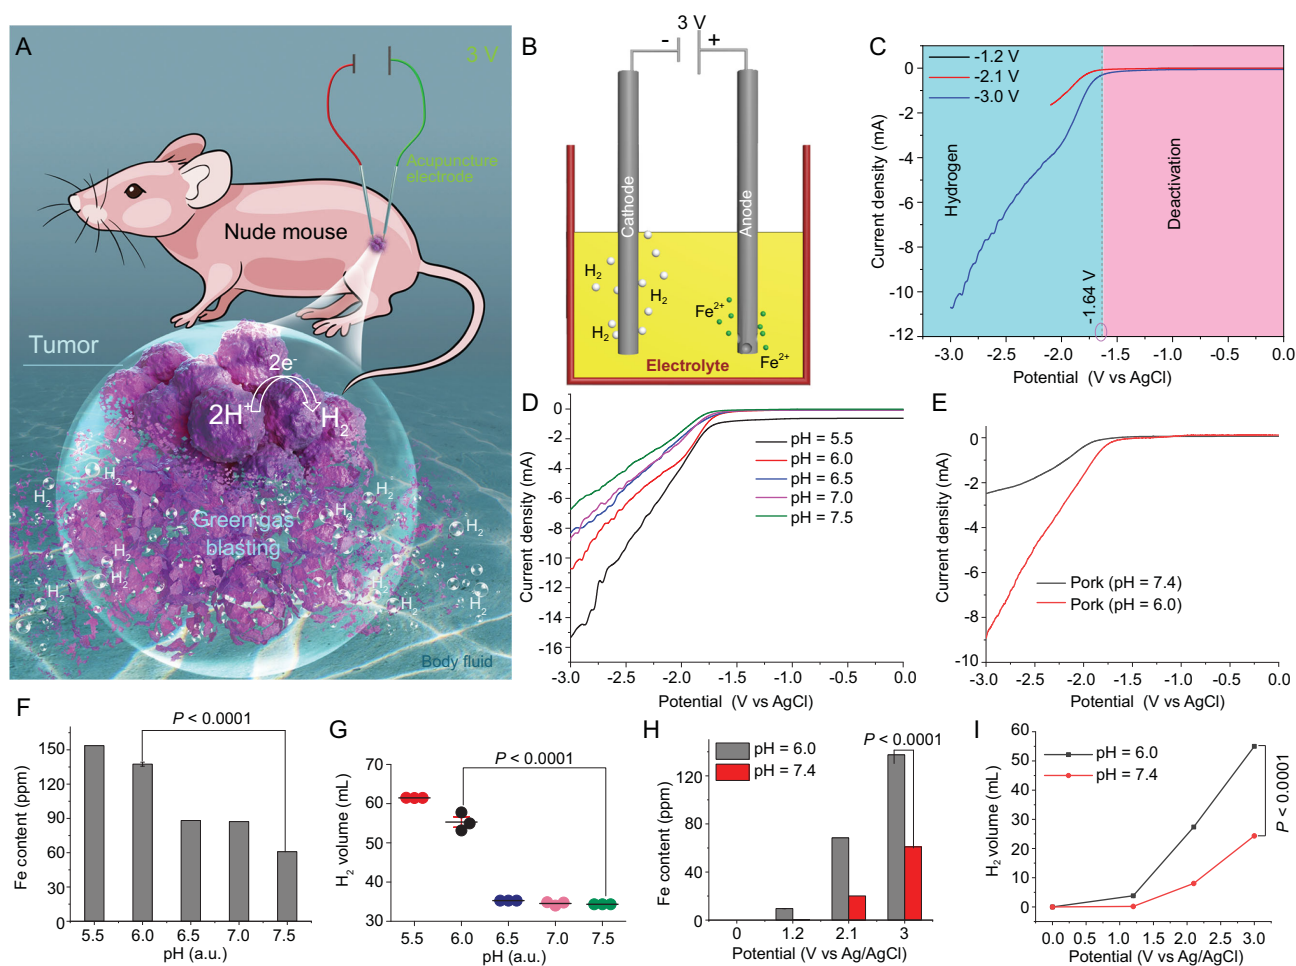 A
3 V
Acupuncture
electrode
Nude mouse
Tumor
2e-
2H+
H2
H2
H2
H2
H2
H2
H2
H2
H2
H2
Green gas
blasting
Body fluid
B
3 V
- +
Cathode
Anode
H2
H2
H2
Fe2+
Fe2+
Electrolyte
C
-1.2 V
-2.1 V
-3.0 V
Hydrogen
Deactivation
-1.64 V
Current density (mA)
0
-2
-4
-6
-8
-10
-12
-3.0 -2.5 -2.0 -1.5 -1.0 -0.5 0.0
Potential (V vs AgCl)
D
pH = 5.5
pH = 6.0
pH = 6.5
pH = 7.0
pH = 7.5
Current density (mA)
0
-2
-4
-6
-8
-10
-12
-14
-16
-3.0 -2.5 -2.0 -1.5 -1.0 -0.5 0.0
Potential (V vs AgCl)
E
Pork (pH = 7.4)
Pork (pH = 6.0)
Current density (mA)
0
-2
-4
-6
-8
-10
-3.0 -2.5 -2.0 -1.5 -1.0 -0.5 0.0
Potential (V vs AgCl)
F
P < 0.0001
Fe content (ppm)
150
120
90
60
30
0
5.5 6.0 6.5 7.0 7.5
pH (a.u.)
G
P < 0.0001
H2 volume (mL)
70
60
50
40
30
5.5 6.0 6.5 7.0 7.5
pH (a.u.)
H
pH = 6.0
pH = 7.4
P < 0.0001
Fe content (ppm)
120
80
40
0
0 1.2 2.1 3
Potential (V vs Ag/AgCl)
I
pH = 6.0
pH = 7.4
P < 0.0001
H2 volume (mL)
60
50
40
30
20
10
0
0.0 0.5 1.0 1.5 2.0 2.5 3.0
Potential (V vs Ag/AgCl)